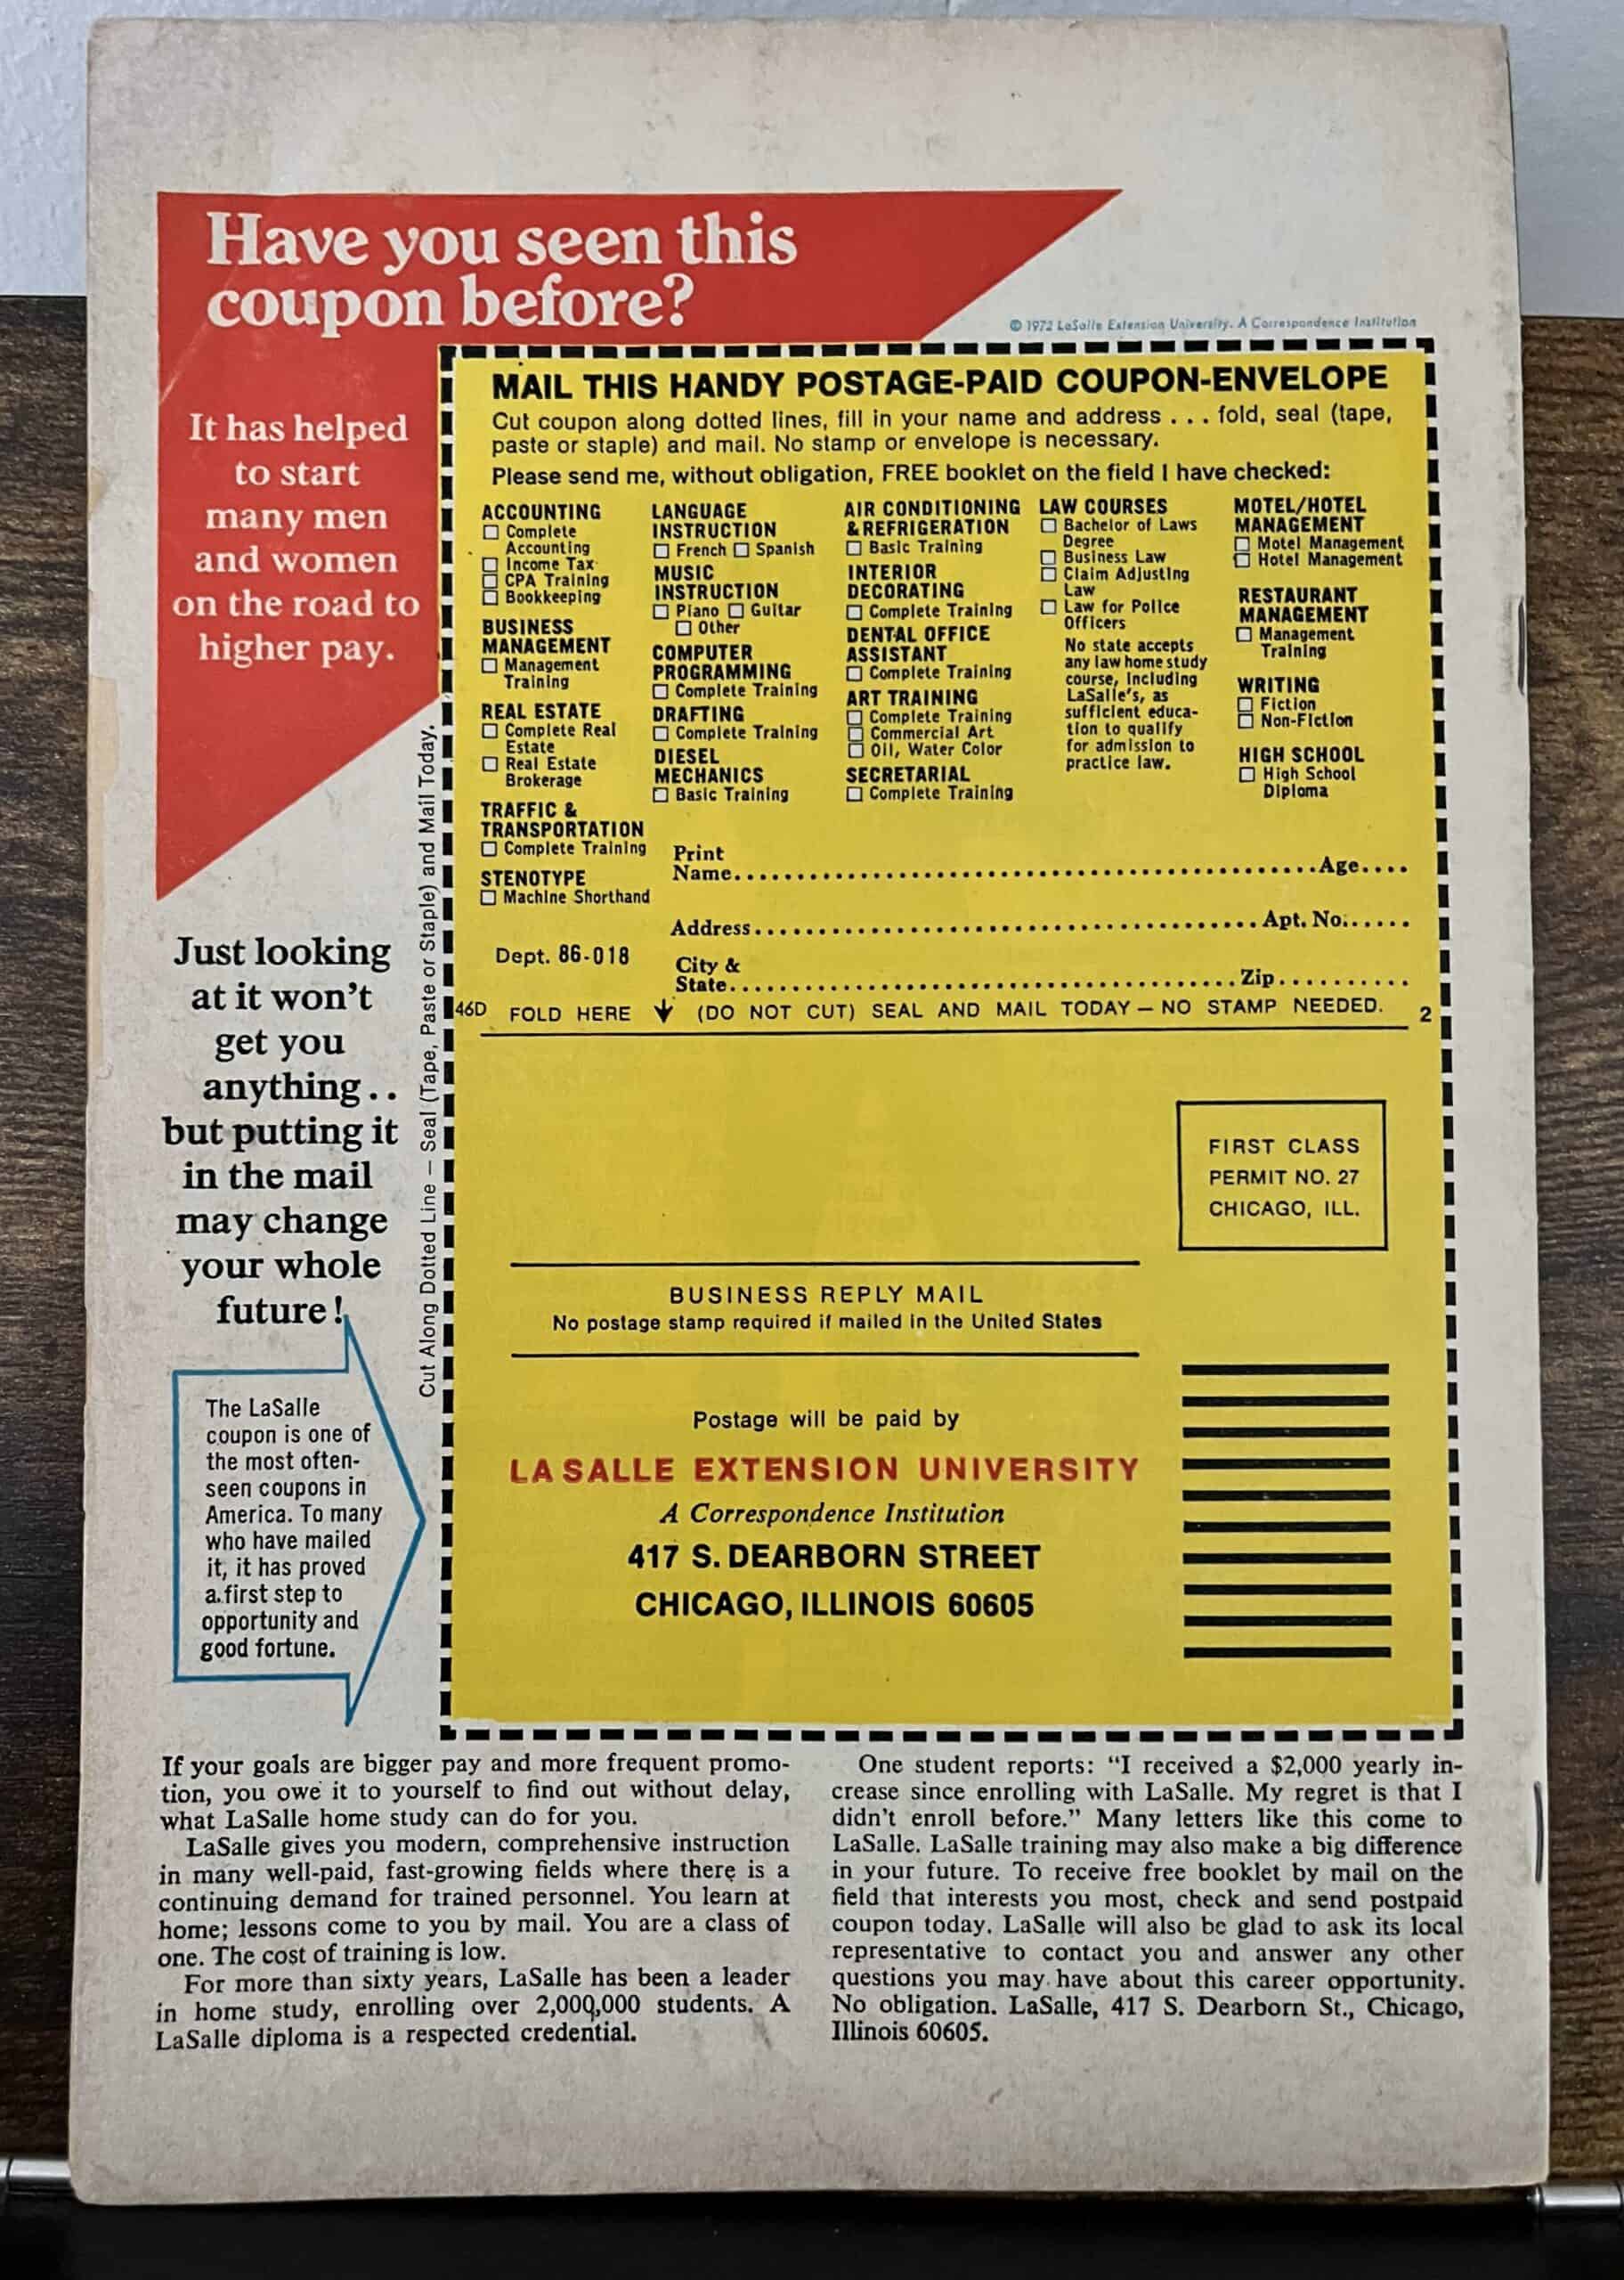 Have you seen this
coupon before?
© 1972 LaSalle Extension University. A Correspondence Institution
It has helped
to start
many men
and women
on the road to
higher pay.
Just looking
at it won't
get you
anything..
but putting it
in the mail
may change
your whole
future!
The LaSalle
coupon is one of
the most often-
seen coupons in
America. To many
who have mailed
it, it has proved
a first step to
opportunity and
good fortune.
Cut Along Dotted Line — Seal (Tape, Paste or Staple) and Mail Today.
MAIL THIS HANDY POSTAGE-PAID COUPON-ENVELOPE
Cut coupon along dotted lines, fill in your name and address . . . fold, seal (tape,
paste or staple) and mail. No stamp or envelope is necessary.
Please send me, without obligation, FREE booklet on the field I have checked:
ACCOUNTING
Complete
Accounting
Income Tax
CPA Training
Bookkeeping
BUSINESS
MANAGEMENT
Management
Training
REAL ESTATE
Complete Real
Estate
Real Estate
Brokerage
TRAFFIC &
TRANSPORTATION
Complete Training
STENOTYPE
Machine Shorthand
LANGUAGE
INSTRUCTION
French Spanish
MUSIC
INSTRUCTION
Piano Guitar
Other
COMPUTER
PROGRAMMING
Complete Training
DRAFTING
Complete Training
DIESEL
MECHANICS
Basic Training
AIR CONDITIONING
& REFRIGERATION
Basic Training
INTERIOR
DECORATING
Complete Training
DENTAL OFFICE
ASSISTANT
Complete Training
ART TRAINING
Complete Training
Commercial Art
Oil, Water Color
SECRETARIAL
Complete Training
LAW COURSES
Bachelor of Laws
Degree
Business Law
Claim Adjusting
Law
Law for Police
Officers
No state accepts
any law home study
course, including
LaSalle's, as
sufficient educa-
tion to qualify
for admission to
practice law.
MOTEL/HOTEL
MANAGEMENT
Motel Management
Hotel Management
RESTAURANT
MANAGEMENT
Management
Training
WRITING
Fiction
Non-Fiction
HIGH SCHOOL
High School
Diploma
Print
Name.......... Age....
Address.......... Apt. No......
Dept. 86-018
City &
State.......... Zip..........
46D FOLD HERE (DO NOT CUT) SEAL AND MAIL TODAY — NO STAMP NEEDED. 2
FIRST CLASS
PERMIT NO. 27
CHICAGO, ILL.
BUSINESS REPLY MAIL
No postage stamp required if mailed in the United States
Postage will be paid by
LA SALLE EXTENSION UNIVERSITY
A Correspondence Institution
417 S. DEARBORN STREET
CHICAGO, ILLINOIS 60605
If your goals are bigger pay and more frequent promo-
tion, you owe it to yourself to find out without delay,
what LaSalle home study can do for you.
LaSalle gives you modern, comprehensive instruction
in many well-paid, fast-growing fields where there is a
continuing demand for trained personnel. You learn at
home; lessons come to you by mail. You are a class of
one. The cost of training is low.
For more than sixty years, LaSalle has been a leader
in home study, enrolling over 2,000,000 students. A
LaSalle diploma is a respected credential.
One student reports: "I received a $2,000 yearly in-
crease since enrolling with LaSalle. My regret is that I
didn't enroll before." Many letters like this come to
LaSalle. LaSalle training may also make a big difference
in your future. To receive free booklet by mail on the
field that interests you most, check and send postpaid
coupon today. LaSalle will also be glad to ask its local
representative to contact you and answer any other
questions you may have about this career opportunity.
No obligation. LaSalle, 417 S. Dearborn St., Chicago,
Illinois 60605.